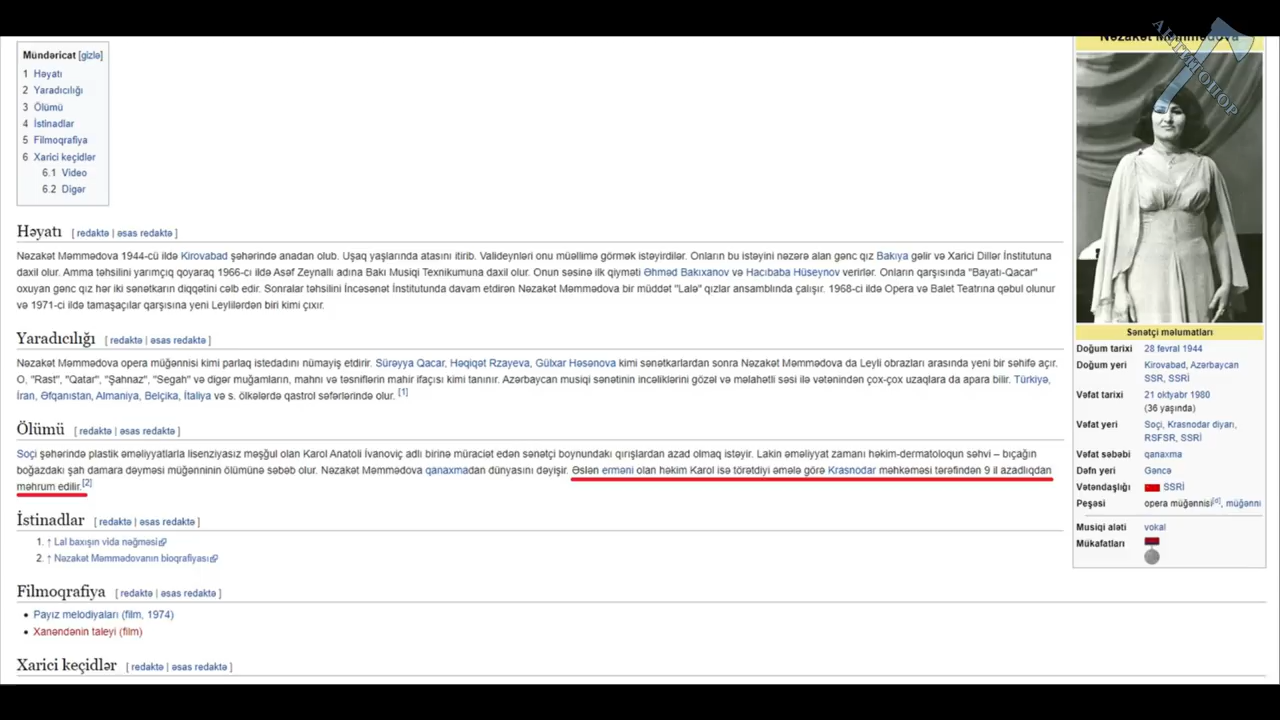 Mündəricat [gizlə]
1 Həyatı
2 Yaradıcılığı
3 Ölümü
4 İstinadlar
5 Filmoqrafiya
6 Xarici keçidlər
6.1 Video
6.2 Digər
Həyatı [ redaktə | əsas redaktə ]
Nəzakət Məmmədova 1944-cü ildə Kirovabad şəhərində anadan olub. Uşaq yaşlarında atasını itirib. Valideynləri onu müəllimə görmək istəyirdilər. Onların bu istəyini nəzərə alan gənc qız Bakıya gəlir və Xarici Dillər İnstitutuna
daxil olur. Amma təhsilini yarımçıq qoyaraq 1966-cı ildə Asəf Zeynallı adına Bakı Musiqi Texnikumuna daxil olur. Onun səsinə ilk qiyməti Əhməd Bakıxanov və Hacıbaba Hüseynov verirlər. Onların qarşısında "Bayatı-Qacar"
oxuyan gənc qız hər iki sənətkarın diqqətini cəlb edir. Sonralar təhsilini İncəsənət İnstitutunda davam etdirən Nəzakət Məmmədova bir müddət "Lalə" qızlar ansamblında çalışır. 1968-ci ildə Opera və Balet Teatrına qəbul olunur
və 1971-ci ildə tamaşaçılar qarşısına yeni Leylilərdən biri kimi çıxır.
Yaradıcılığı [ redaktə | əsas redaktə ]
Nəzakət Məmmədova opera müğənnisi kimi parlaq istedadını nümayiş etdirir. Sürəyya Qacar, Həqiqət Rzayeva, Gülxar Həsənova kimi sənətkarlardan sonra Nəzakət Məmmədova da Leyli obrazları arasında yeni bir səhifə açır.
O, "Rast", "Qatar", "Şahnaz", "Segah" və digər muğamların, mahnı və təsniflərin mahir ifaçısı kimi tanınır. Azərbaycan musiqi sənətinin incəliklərini gözəl və məlahətli səsi ilə vətənindən çox-çox uzaqlara da apara bilir. Türkiyə,
İran, Əfqanıstan, Almaniya, Belçika, İtaliya və s. ölkələrdə qastrol səfərlərində olur. [1]
Ölümü [ redaktə | əsas redaktə ]
Soçi şəhərində plastik əməliyyatlarla lisenziyasız məşğul olan Karol Anatoli İvanoviç adlı birinə müraciət edən sənətçi boynundakı qırışlardan azad olmaq istəyir. Lakin əməliyyat zamanı həkim-dermatoloqun səhvi – bıçağın
boğazdakı şah damara dəyməsi müğənninin ölümünə səbəb olur. Nəzakət Məmmədova qanaxmadan dünyasını dəyişir. Əslən erməni olan həkim Karol isə törətdiyi əmələ görə Krasnodar məhkəməsi tərəfindən 9 il azadlıqdan
məhrum edilir.[2]
İstinadlar [ redaktə | əsas redaktə ]
1. ↑ Lal baxışın vida nəğməsi
2. ↑ Nəzakət Məmmədovanın bioqrafiyası
Filmoqrafiya [ redaktə | əsas redaktə ]
• Payız melodiyaları (film, 1974)
• Xanəndənin taleyi (film)
Xarici keçidlər [ redaktə | əsas redaktə ]
Nəzakət Məmmədova
АНТИТОПОР
Sənətçi məlumatları
Doğum tarixi 28 fevral 1944
Doğum yeri Kirovabad, Azərbaycan
SSR, SSRİ
Vəfat tarixi 21 oktyabr 1980
(36 yaşında)
Vəfat yeri Soçi, Krasnodar diyarı,
RSFSR, SSRİ
Vəfat səbəbi qanaxma
Dəfn yeri Gəncə
Vətəndaşlığı SSRİ
Peşəsi opera müğənnisi[d], müğənni
Musiqi aləti vokal
Mükafatları